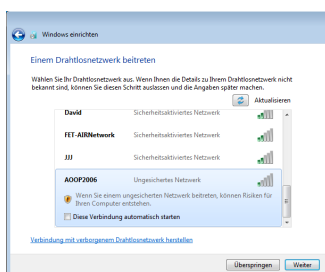 Windows einrichten
Einem Drahtlosnetzwerk
beitreten
Wählen Sie Ihr Drahtlosnetzwerk aus. Wenn Ihnen die Details zu Ihrem Drahtlosnetzwerk nicht
bekannt sind, können Sie diesen Schritt auslassen und die Angaben später machen.
Aktualisieren
David Sicherheitsaktiviertes Netzwerk
FET-AIRNetwork Sicherheitsaktiviertes Netzwerk
JJJ Sicherheitsaktiviertes Netzwerk
AOOP2006 Ungesichertes Netzwerk
Wenn Sie einem ungesicherten Netzwerk beitreten, können Risiken für
Ihren Computer entstehen.
Diese Verbindung automatisch starten
Verbindung mit verborgenem Drahtlosnetzwerk herstellen
Überspringen Weiter